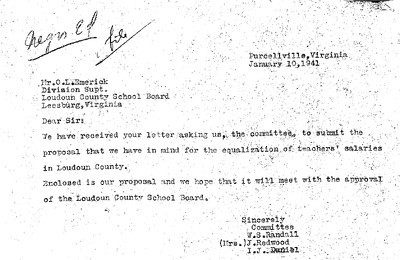 Negro Ed
file
Purcellville,Virginia
January 10,1941
Mr.O.L.Emerick
Division Supt.
Loudoun County School Board
Leesburg,Virginia
Dear Sir:
We have received your letter asking us, the committee, to submit the
proposal that we have in mind for the equalization of teachers' salaries
in Loudoun County.
Enclosed is our proposal and we hope that it will meet with the approval
of the Loudoun County School Board.
Sincerely
Committee
W.S.Randall
(Mrs.)J.Redwood
I.J. Daniel